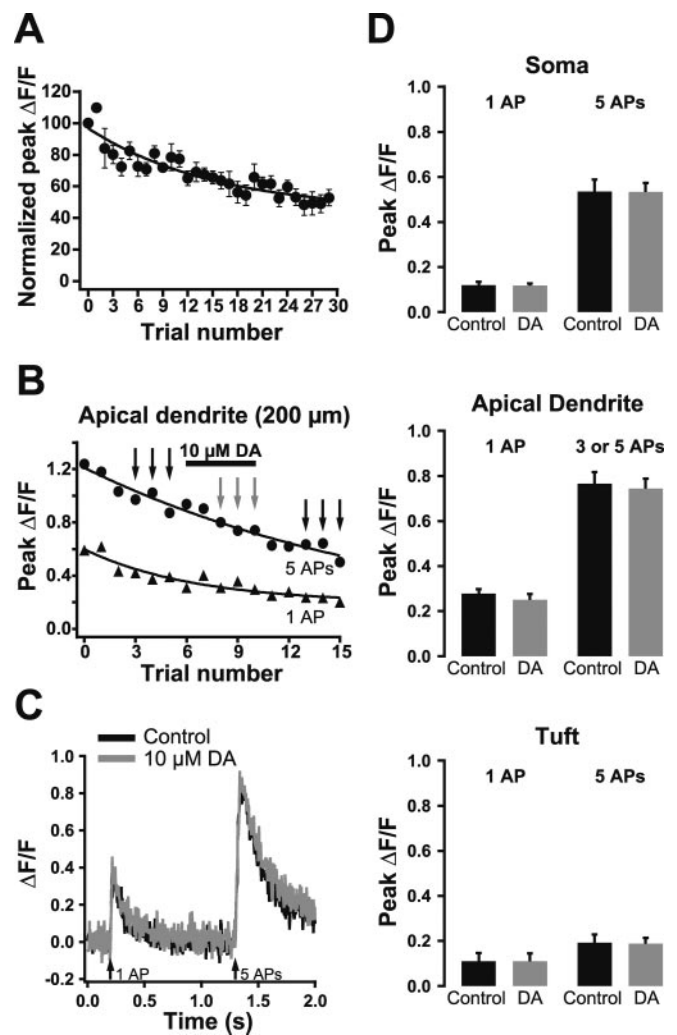 A
Normalized peak ΔF/F
120
100
80
60
40
20
0
0 3 6 9 12 15 18 21 24 27 30
Trial number
B
Apical dendrite (200 μm)
10 μM DA
Peak ΔF/F
1.2
0.8
0.4
0.0
5 APs
1 AP
0 3 6 9 12 15
Trial number
C
Control
10 μM DA
ΔF/F
1.0
0.8
0.6
0.4
0.2
0.0
-0.2
1 AP
5 APs
0.0 0.5 1.0 1.5 2.0
Time (s)
D
Soma
1 AP 5 APs
Peak ΔF/F
1.0
0.8
0.6
0.4
0.2
0.0
Control DA Control DA
Apical Dendrite
1 AP 3 or 5 APs
Peak ΔF/F
1.0
0.8
0.6
0.4
0.2
0.0
Control DA Control DA
Tuft
1 AP 5 APs
Peak ΔF/F
1.0
0.8
0.6
0.4
0.2
0.0
Control DA Control DA